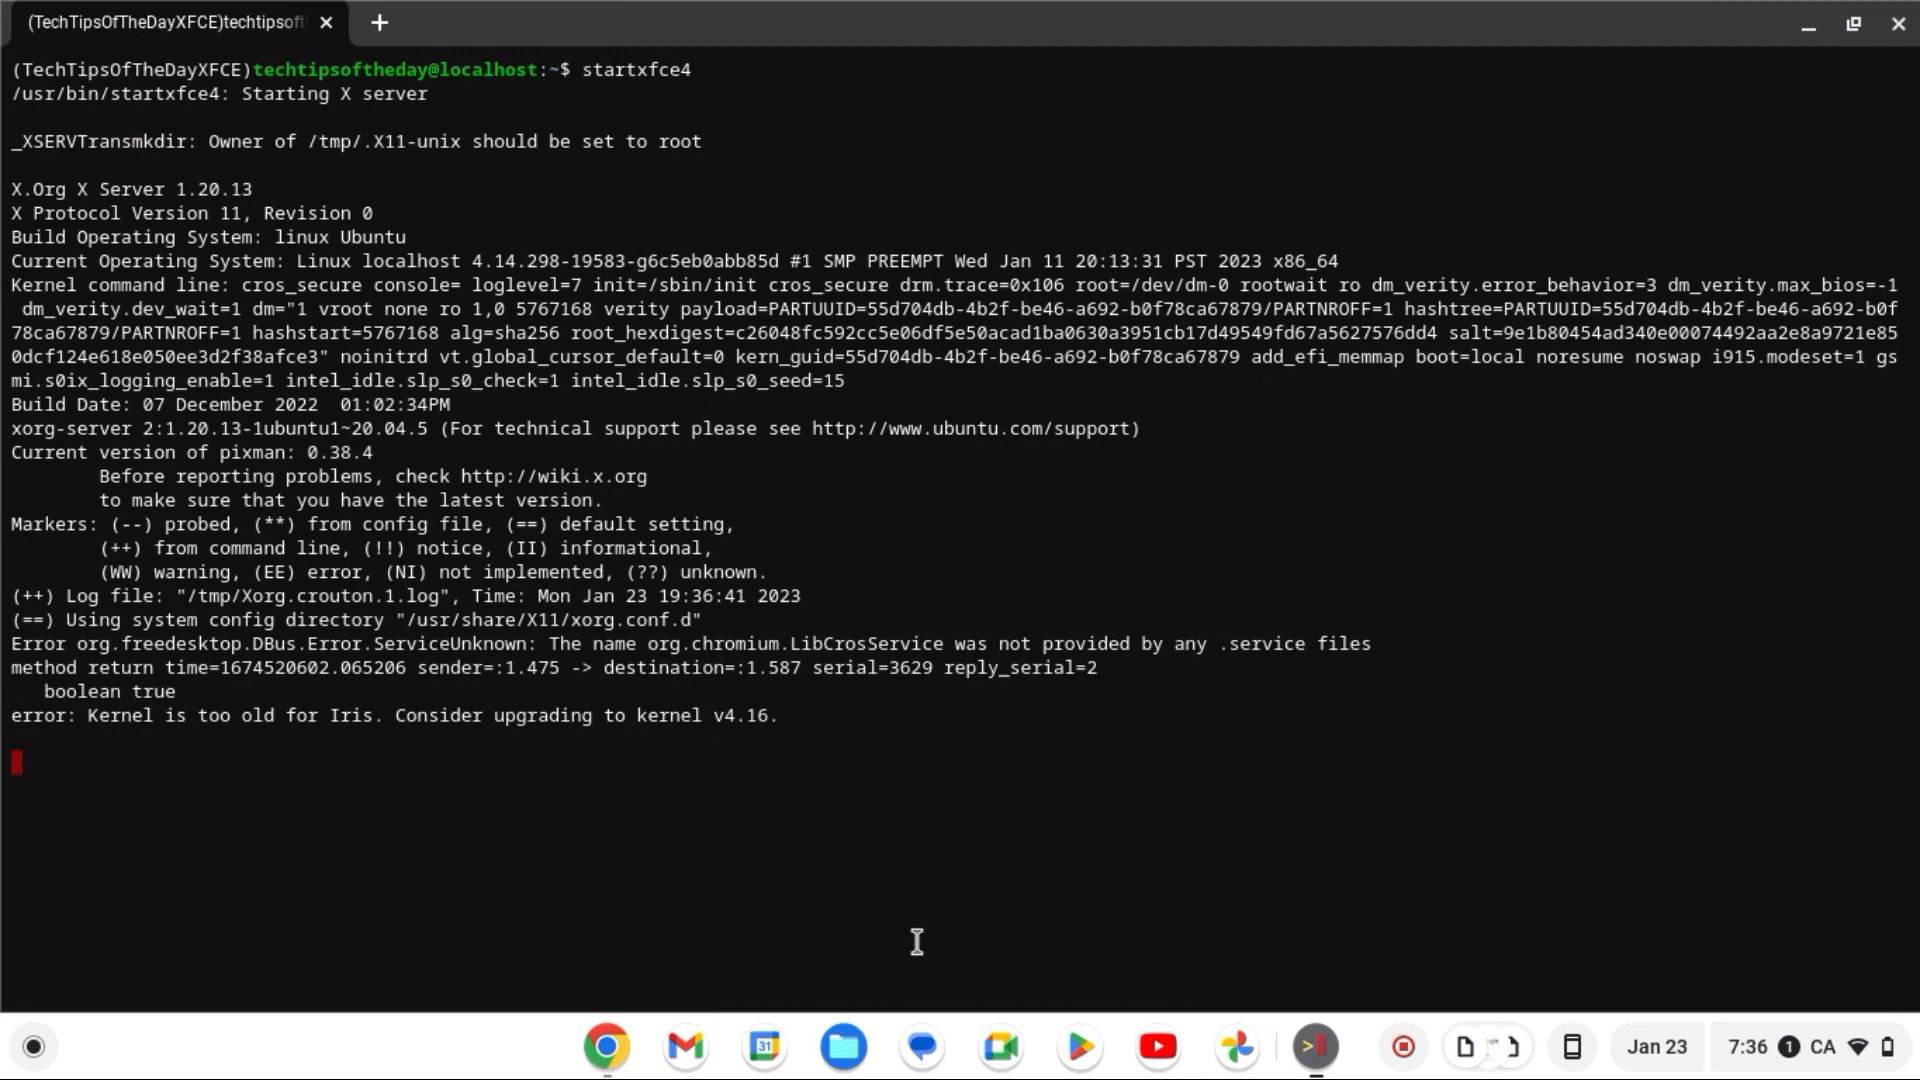 (TechTipsOfTheDayXFCE)techtipsoft
(TechTipsOfTheDayXFCE)techtipsoftheday@localhost:~$ startxfce4
/usr/bin/startxfce4: Starting X server
_XSERVTransmkdir: Owner of /tmp/.X11-unix should be set to root
X.Org X Server 1.20.13
X Protocol Version 11, Revision 0
Build Operating System: linux Ubuntu
Current Operating System: Linux localhost 4.14.298-19583-g6c5eb0abb85d #1 SMP PREEMPT Wed Jan 11 20:13:31 PST 2023 x86_64
Kernel command line: cros_secure console= loglevel=7 init=/sbin/init cros_secure drm.trace=0x106 root=/dev/dm-0 rootwait ro dm_verity.error_behavior=3 dm_verity.max_bios=-1
dm_verity.dev_wait=1 dm="1 vroot none ro 1,0 5767168 verity payload=PARTUUID=55d704db-4b2f-be46-a692-b0f78ca67879/PARTNROFF=1 hashtree=PARTUUID=55d704db-4b2f-be46-a692-b0f
78ca67879/PARTNROFF=1 hashstart=5767168 alg=sha256 root_hexdigest=c26048fc592cc5e06df5e50acad1ba0630a3951cb17d49549fd67a5627576dd4 salt=9e1b80454ad340e00074492aa2e8a9721e85
0dcf124e618e050ee3d2f38afce3" noinitrd vt.global_cursor_default=0 kern_guid=55d704db-4b2f-be46-a692-b0f78ca67879 add_efi_memmap boot=local noresume noswap i915.modeset=1 gs
mi.s0ix_logging_enable=1 intel_idle.slp_s0_check=1 intel_idle.slp_s0_seed=15
Build Date: 07 December 2022  01:02:34PM
xorg-server 2:1.20.13-1ubuntu1~20.04.5 (For technical support please see http://www.ubuntu.com/support)
Current version of pixman: 0.38.4
Before reporting problems, check http://wiki.x.org
to make sure that you have the latest version.
Markers: (--) probed, (**) from config file, (==) default setting,
(++) from command line, (!!) notice, (II) informational,
(WW) warning, (EE) error, (NI) not implemented, (??) unknown.
(++) Log file: "/tmp/Xorg.crouton.1.log", Time: Mon Jan 23 19:36:41 2023
(==) Using system config directory "/usr/share/X11/xorg.conf.d"
Error org.freedesktop.DBus.Error.ServiceUnknown: The name org.chromium.LibCrosService was not provided by any .service files
method return time=1674520602.065206 sender=:1.475 -> destination=:1.587 serial=3629 reply_serial=2
boolean true
error: Kernel is too old for Iris. Consider upgrading to kernel v4.16.
31
Jan 23
7:36 1 CA